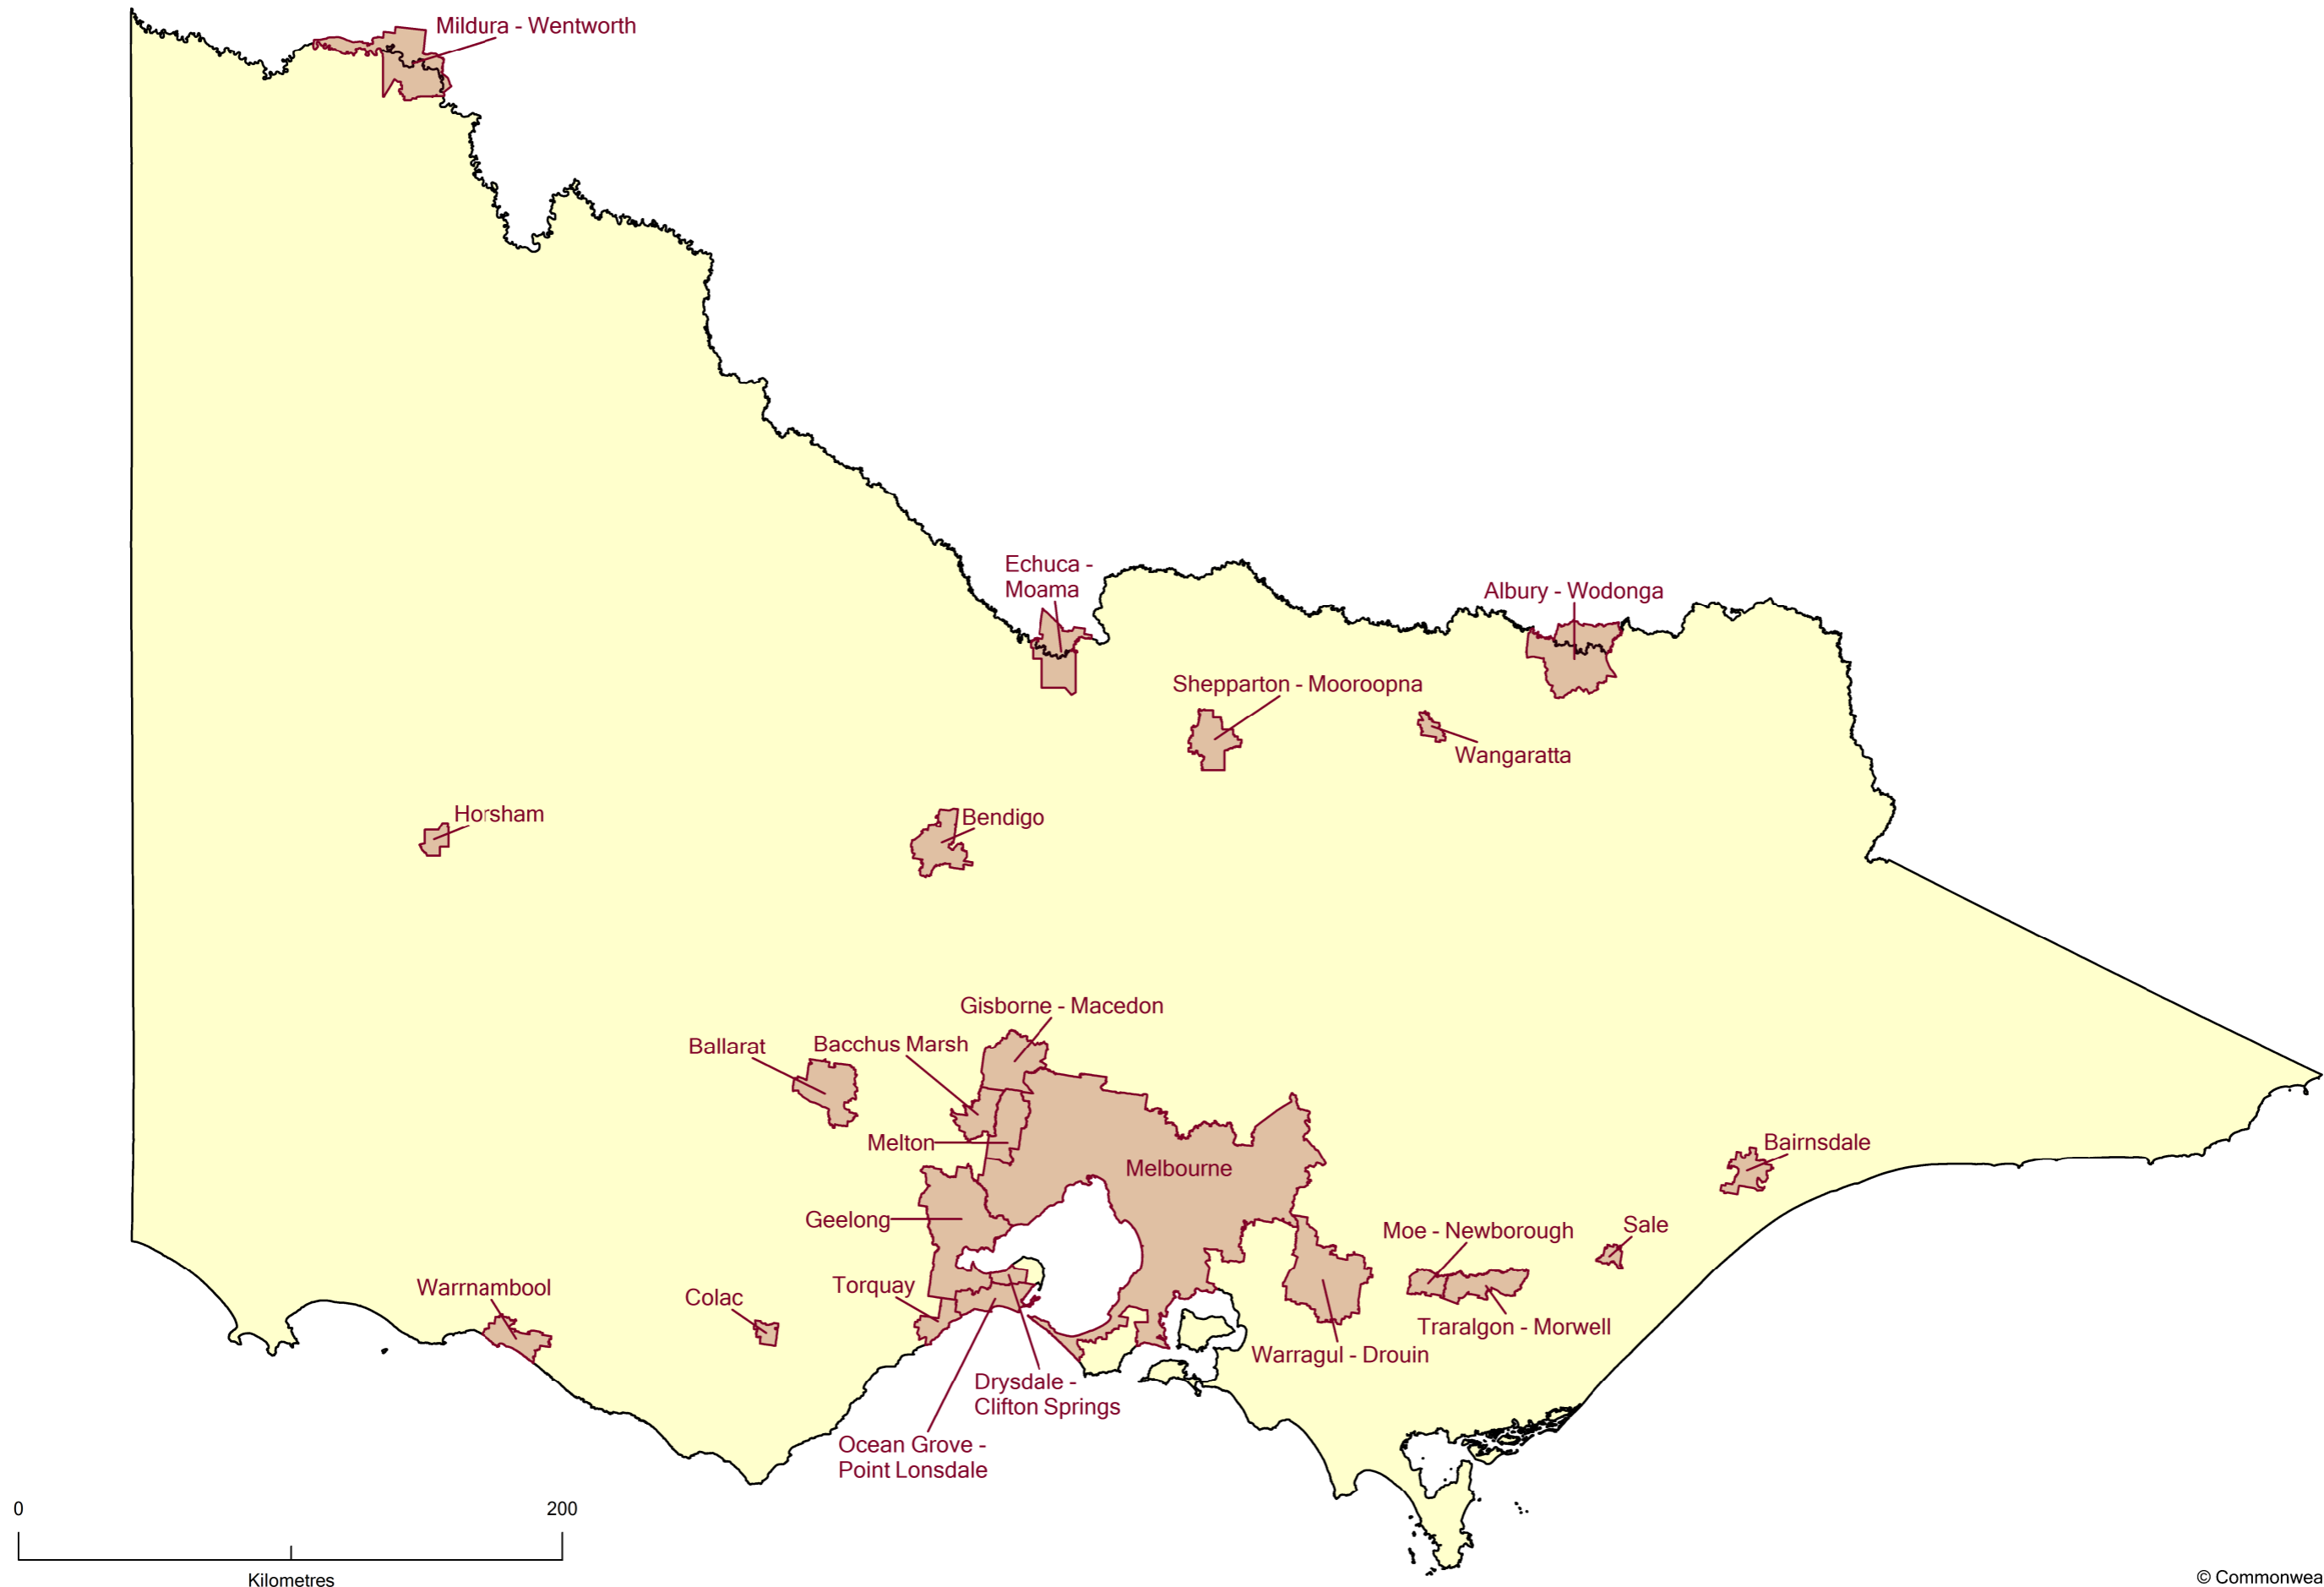 Mildura - Wentworth
Echuca -
Moama
Albury - Wodonga
Shepparton - Mooroopna
Wangaratta
Horsham
Bendigo
Gisborne - Macedon
Ballarat
Bacchus Marsh
Melton
Melbourne
Bairnsdale
Geelong
Moe - Newborough
Sale
Torquay
Warrnambool
Colac
Traralgon - Morwell
Warragul - Drouin
Drysdale -
Clifton Springs
Ocean Grove -
Point Lonsdale
0 200
Kilometres
© Commonwea